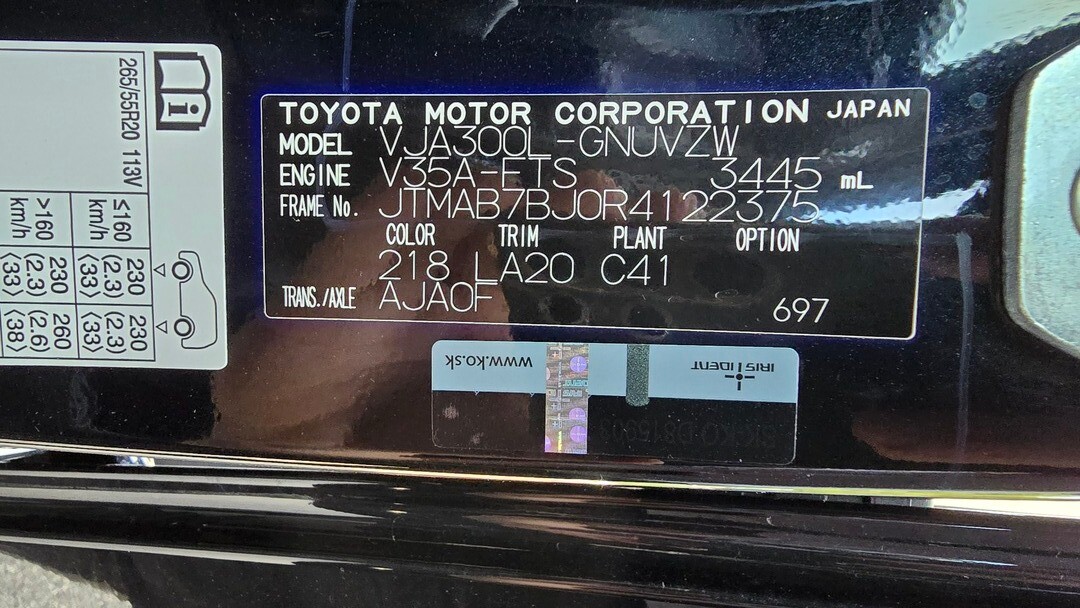 TOYOTA MOTOR CORPORATION JAPAN
MODEL VJA300L-GNUVZW
ENGINE V35A-FTS 3445 mL
FRAME No. JTMAB7BJ0R4122375
COLOR TRIM PLANT OPTION
218 LA20 C41
TRANS./AXLE AJA0F
697
265/55R20 113V
≤160 km/h 230 (2.3) ⟨33⟩ 230 (2.3) ⟨33⟩
>160 km/h 230 (2.3) ⟨33⟩ 260 (2.6) ⟨38⟩
www.ko.sk
IRIS IDENT